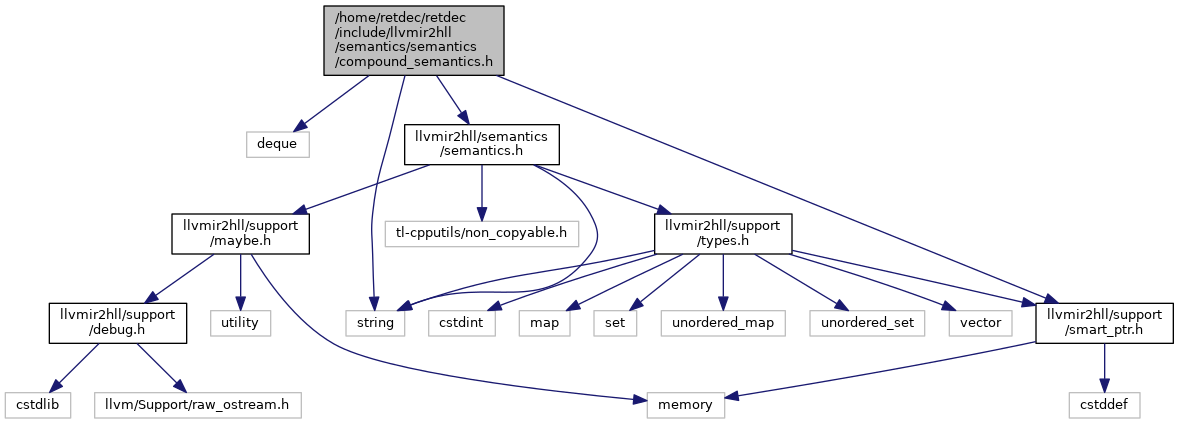 /home/retdec/retdec
/include/llvmir2hll
/semantics/semantics
/compound_semantics.h
deque
llvmir2hll/semantics
/semantics.h
llvmir2hll/support
/maybe.h
tl-cpputils/non_copyable.h
llvmir2hll/support
/types.h
llvmir2hll/support
/debug.h
utility
string
cstdint
map
set
unordered_map
unordered_set
vector
llvmir2hll/support
/smart_ptr.h
cstdlib
llvm/Support/raw_ostream.h
memory
cstddef